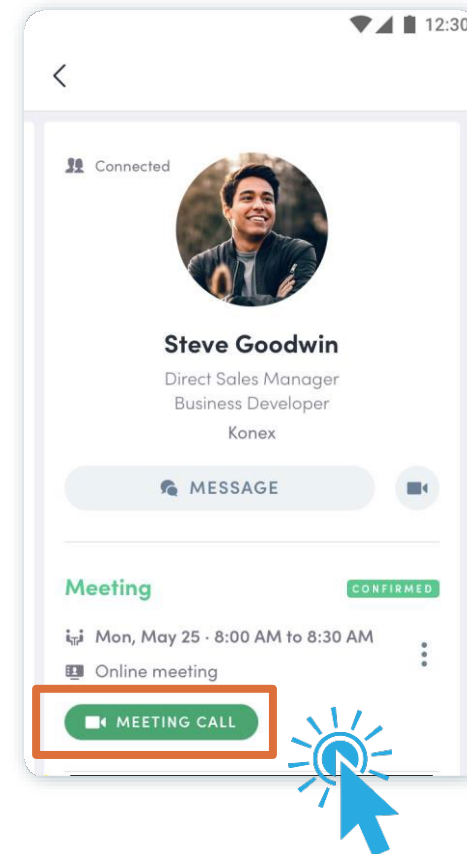 12:30
Connected
Steve Goodwin
Direct Sales Manager
Business Developer
Konex
MESSAGE
Meeting
CONFIRMED
Mon, May 25 · 8:00 AM to 8:30 AM
Online meeting
MEETING CALL